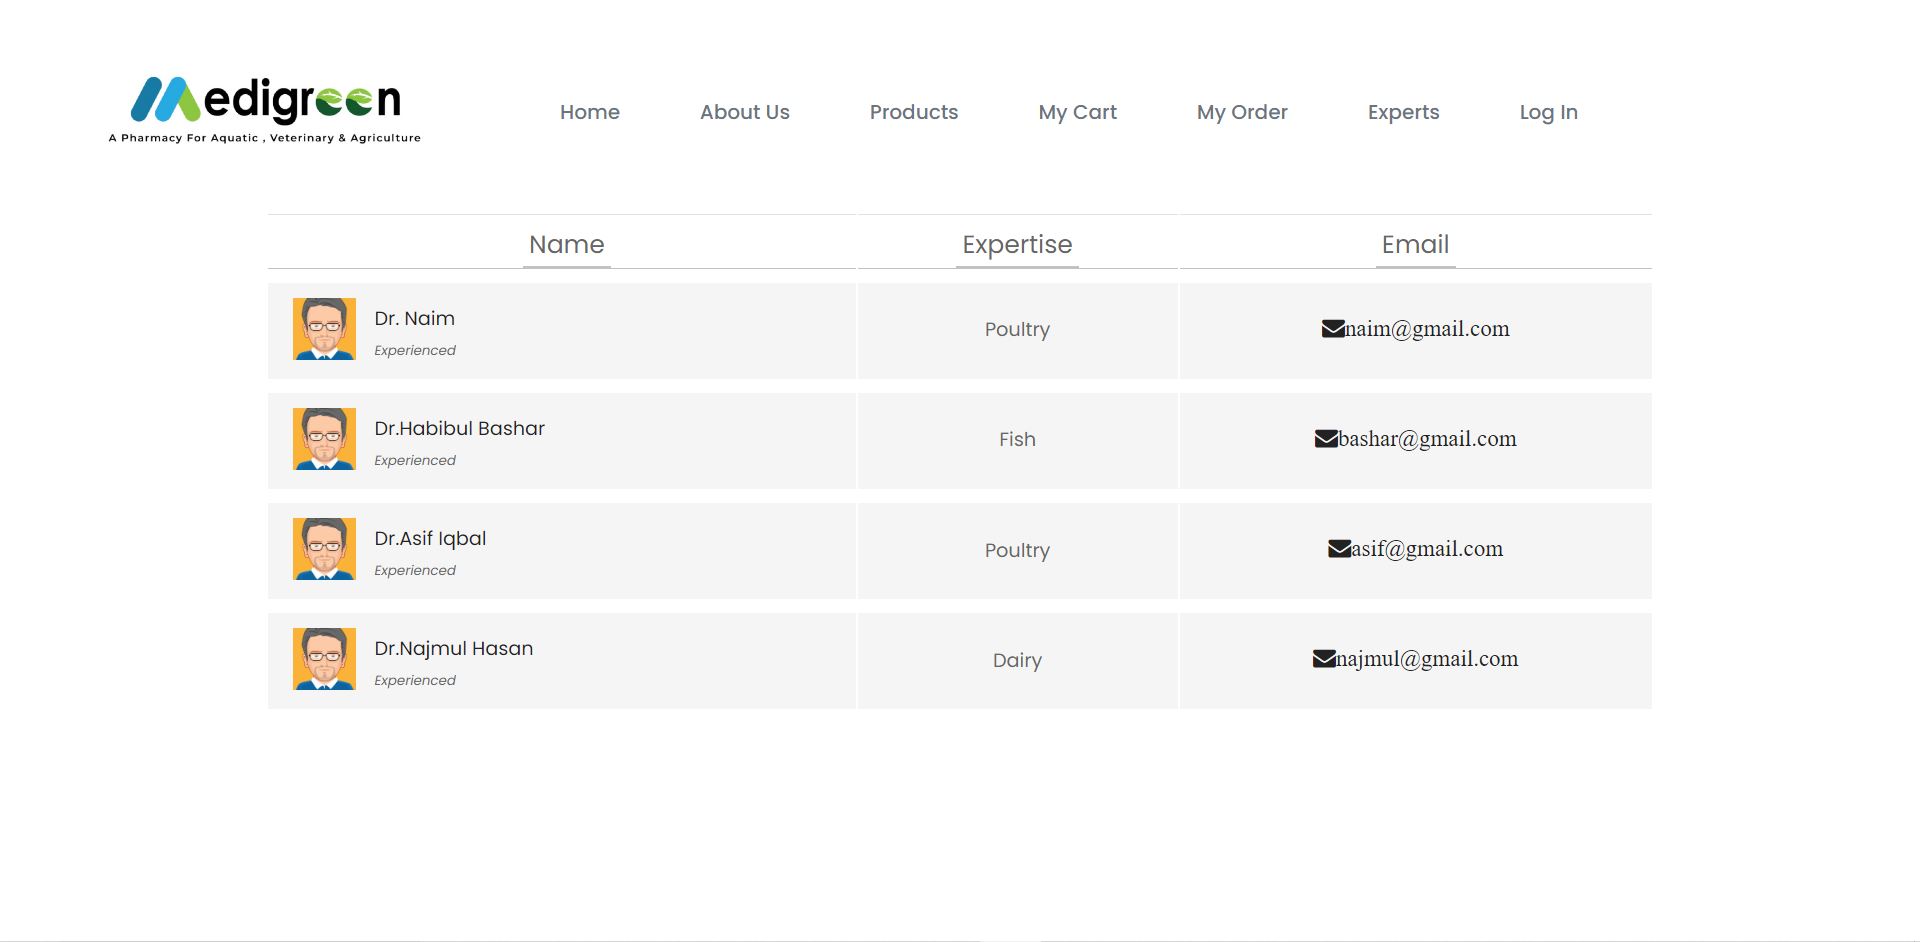 Medigreen
A Pharmacy For Aquatic , Veterinary & Agriculture
Home About Us Products My Cart My Order Experts Log In
Name Expertise Email
Dr. Naim
Experienced
Poultry
naim@gmail.com
Dr.Habibul Bashar
Experienced
Fish
bashar@gmail.com
Dr.Asif Iqbal
Experienced
Poultry
asif@gmail.com
Dr.Najmul Hasan
Experienced
Dairy
najmul@gmail.com